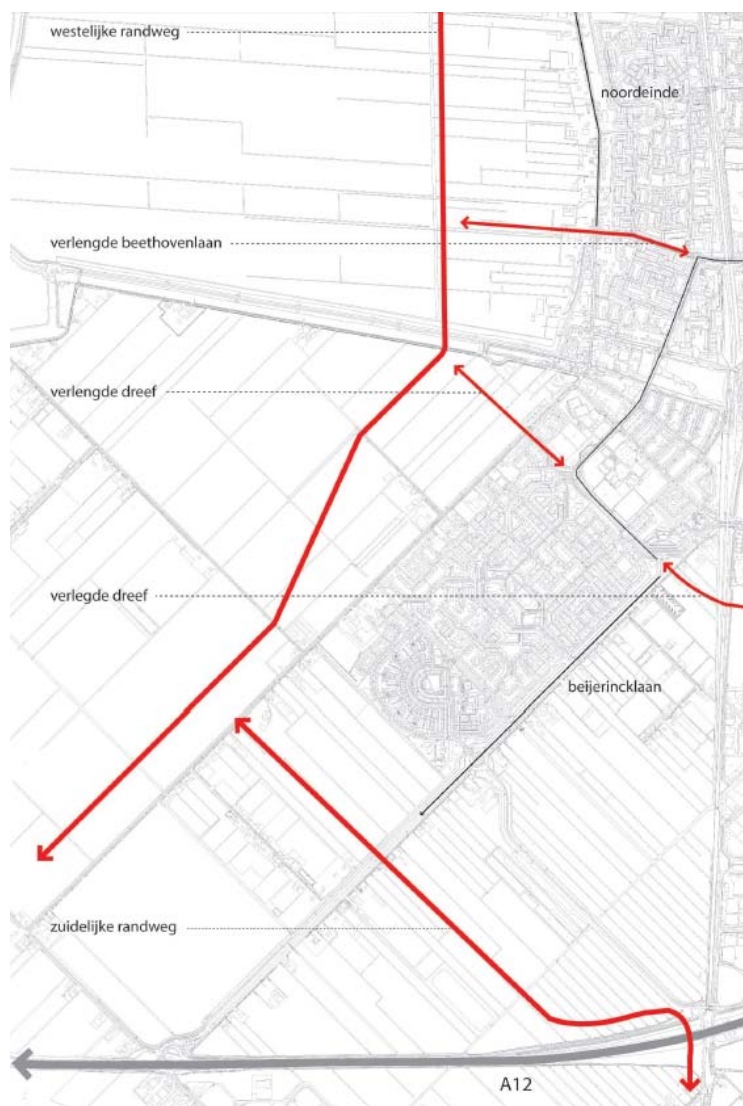 westelijke randweg
noordeinde
verlengde beethovenlaan
verlengde dreef
verlegde dreef
beijerincklaan
zuidelijke randweg
A12